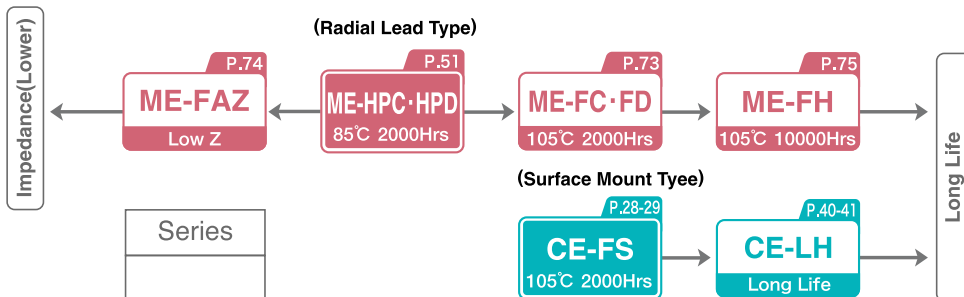 (Radial Lead Type)
Impedance(Lower)
P.74
ME-FAZ
Low Z
P.51
ME-HPC·HPD
85℃ 2000Hrs
P.73
ME-FC·FD
105℃ 2000Hrs
P.75
ME-FH
105℃ 10000Hrs
Long Life
(Surface Mount Tyee)
P.28-29
CE-FS
105℃ 2000Hrs
P.40-41
CE-LH
Long Life
Series